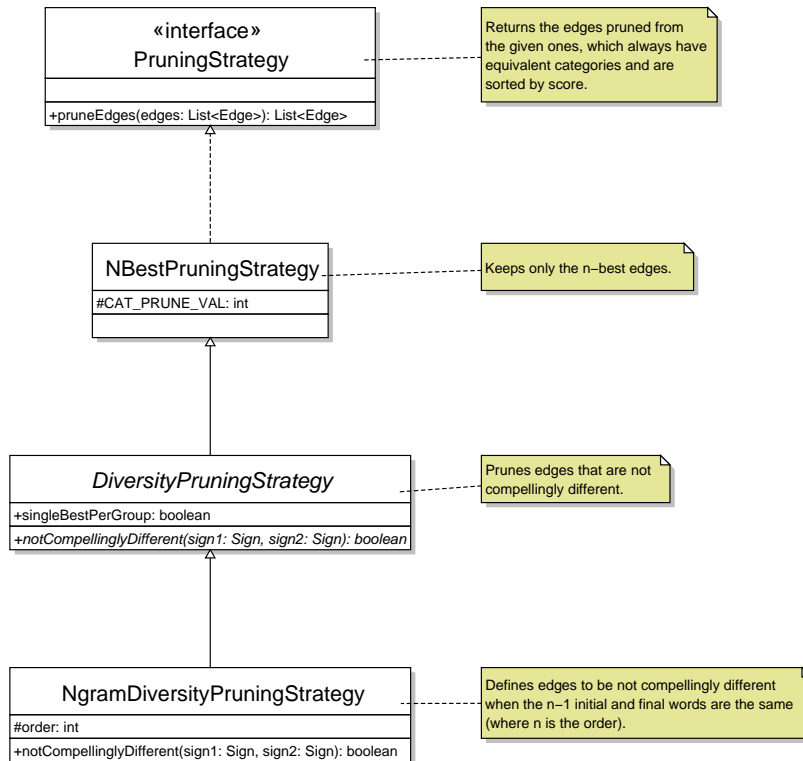 «interface»
PruningStrategy
+pruneEdges(edges: List<Edge>): List<Edge>
Returns the edges pruned from
the given ones, which always have
equivalent categories and are
sorted by score.
NBestPruningStrategy
#CAT_PRUNE_VAL: int
Keeps only the n−best edges.
DiversityPruningStrategy
+singleBestPerGroup: boolean
+notCompellinglyDifferent(sign1: Sign, sign2: Sign): boolean
Prunes edges that are not
compellingly different.
NgramDiversityPruningStrategy
#order: int
+notCompellinglyDifferent(sign1: Sign, sign2: Sign): boolean
Defines edges to be not compellingly different
when the n−1 initial and final words are the same
(where n is the order).